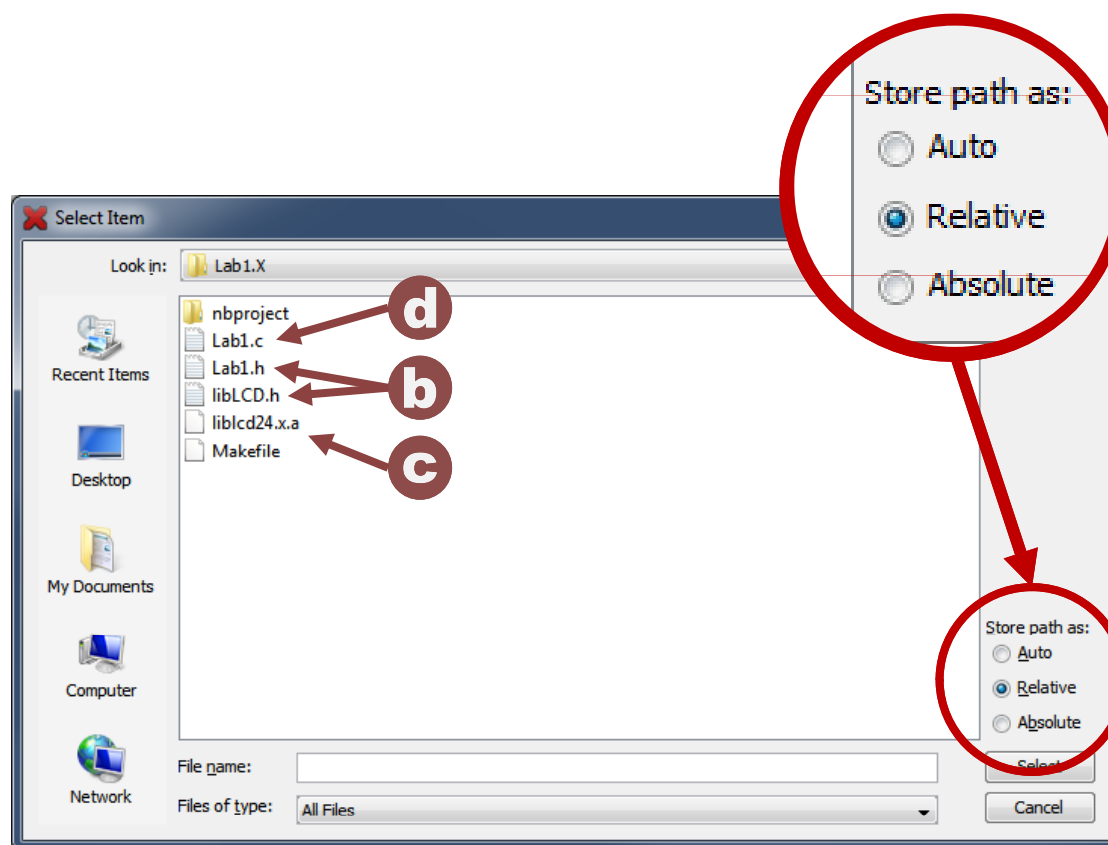 Store path as:
Auto
Relative
Absolute
Select Item
Look in:
Lab1.X
nbproject
Lab1.c
Lab1.h
libLCD.h
liblcd24.x.a
Makefile
d
b
c
Recent Items
Desktop
My Documents
Computer
Network
Store path as:
Auto
Relative
Absolute
File name:
Select
Files of type:
All Files
Cancel